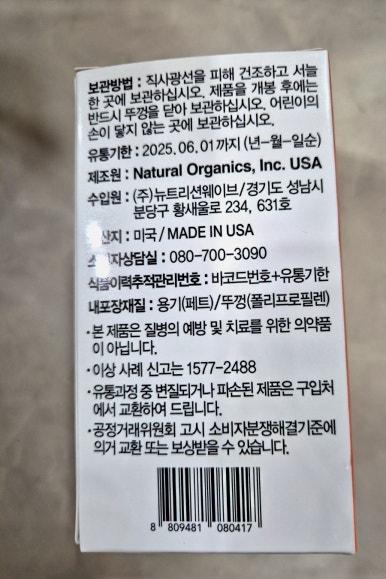 보관방법 : 직사광선을 피해 건조하고 서늘
한 곳에 보관하십시오. 제품을 개봉 후에는
반드시 뚜껑을 닫아 보관하십시오. 어린이의
손이 닿지 않는 곳에 보관하십시오.
유통기한 : 2025. 06. 01까지 (년-월-일순)
제조원 : Natural Organics, Inc. USA
수입원 : (주)뉴트리션웨이브/경기도 성남시
분당구 황새울로 234, 631호
산지 : 미국 / MADE IN USA
소비자상담실 : 080-700-3090
식품이력추적관리번호 : 바코드번호+유통기한
내포장재질 : 용기(페트)/뚜껑(폴리프로필렌)
• 본 제품은 질병의 예방 및 치료를 위한 의약품
이 아닙니다.
• 이상 사례 신고는 1577-2488
• 유통과정 중 변질되거나 파손된 제품은 구입처
에서 교환하여 드립니다.
• 공정거래위원회 고시 소비자분쟁해결기준에
의거 교환 또는 보상받을 수 있습니다.
8 809481 080417